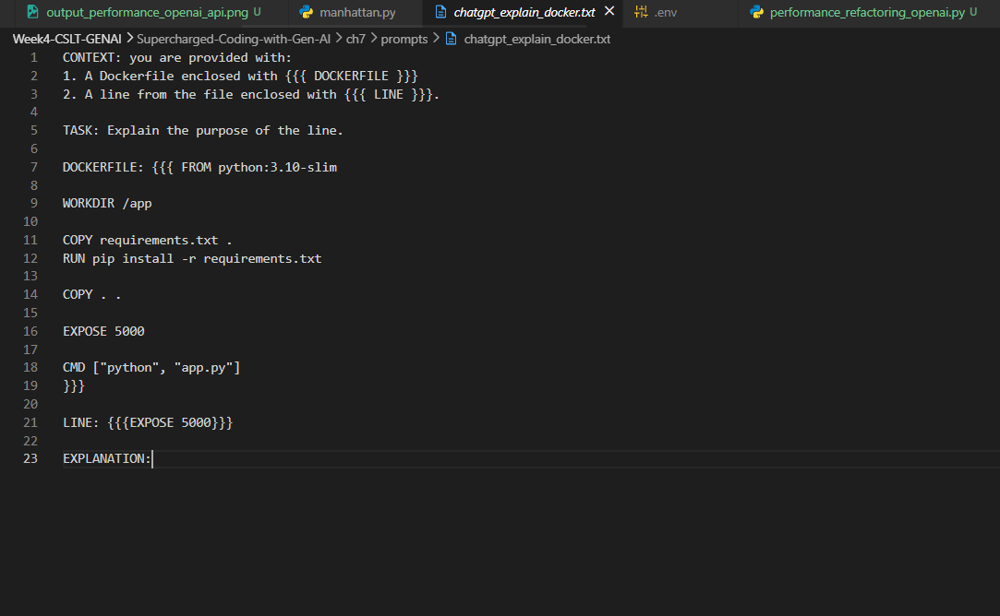 output_performance_openai_api.png U manhattan.py chatgpt_explain_docker.txt .env performance_refactoring_openai.py U
Week4-CSLT-GENAI > Supercharged-Coding-with-Gen-AI > ch7 > prompts > chatgpt_explain_docker.txt
1 CONTEXT: you are provided with:
2 1. A Dockerfile enclosed with {{{ DOCKERFILE }}}
3 2. A line from the file enclosed with {{{ LINE }}}.
4
5 TASK: Explain the purpose of the line.
6
7 DOCKERFILE: {{{ FROM python:3.10-slim
8
9 WORKDIR /app
10
11 COPY requirements.txt .
12 RUN pip install -r requirements.txt
13
14 COPY . .
15
16 EXPOSE 5000
17
18 CMD ["python", "app.py"]
19 }}}
20
21 LINE: {{{EXPOSE 5000}}}
22
23 EXPLANATION: